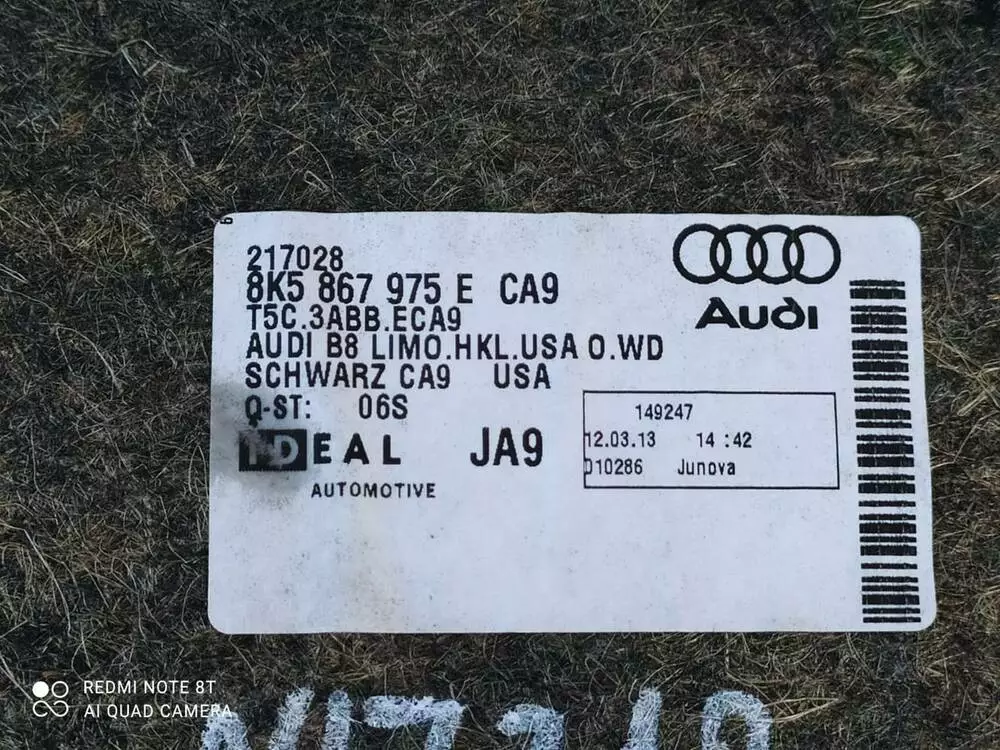 217028
8K5 867 975 E CA9
T5C.3ABB.ECA9
AUDI B8 LIMO.HKL.USA O.WD
SCHWARZ CA9 USA
Q-ST: 06S
IDEAL
AUTOMOTIVE
JA9
Audi
149247
12.03.13 14:42
D10286 Junova
REDMI NOTE 8T
AI QUAD CAMERA